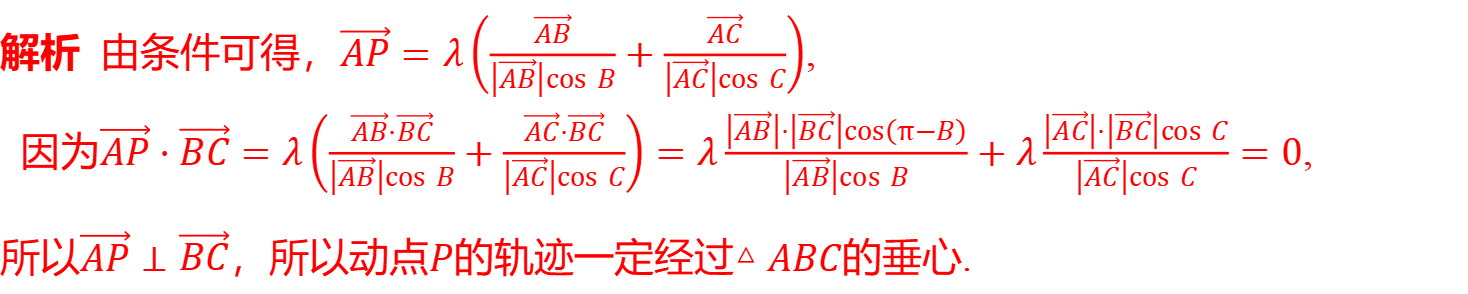 解析 由条件可得，$\overrightarrow{AP}=\lambda\left(\frac{\overrightarrow{AB}}{|\overrightarrow{AB}|\cos B}+\frac{\overrightarrow{AC}}{|\overrightarrow{AC}|\cos C}\right)$,
因为$\overrightarrow{AP}\cdot\overrightarrow{BC}=\lambda\left(\frac{\overrightarrow{AB}\cdot\overrightarrow{BC}}{|\overrightarrow{AB}|\cos B}+\frac{\overrightarrow{AC}\cdot\overrightarrow{BC}}{|\overrightarrow{AC}|\cos C}\right)=\lambda\frac{|\overrightarrow{AB}|\cdot|\overrightarrow{BC}|\cos(\pi-B)}{|\overrightarrow{AB}|\cos B}+\lambda\frac{|\overrightarrow{AC}|\cdot|\overrightarrow{BC}|\cos C}{|\overrightarrow{AC}|\cos C}=0$,
所以$\overrightarrow{AP}\perp\overrightarrow{BC}$，所以动点$P$的轨迹一定经过$\triangle ABC$的垂心.